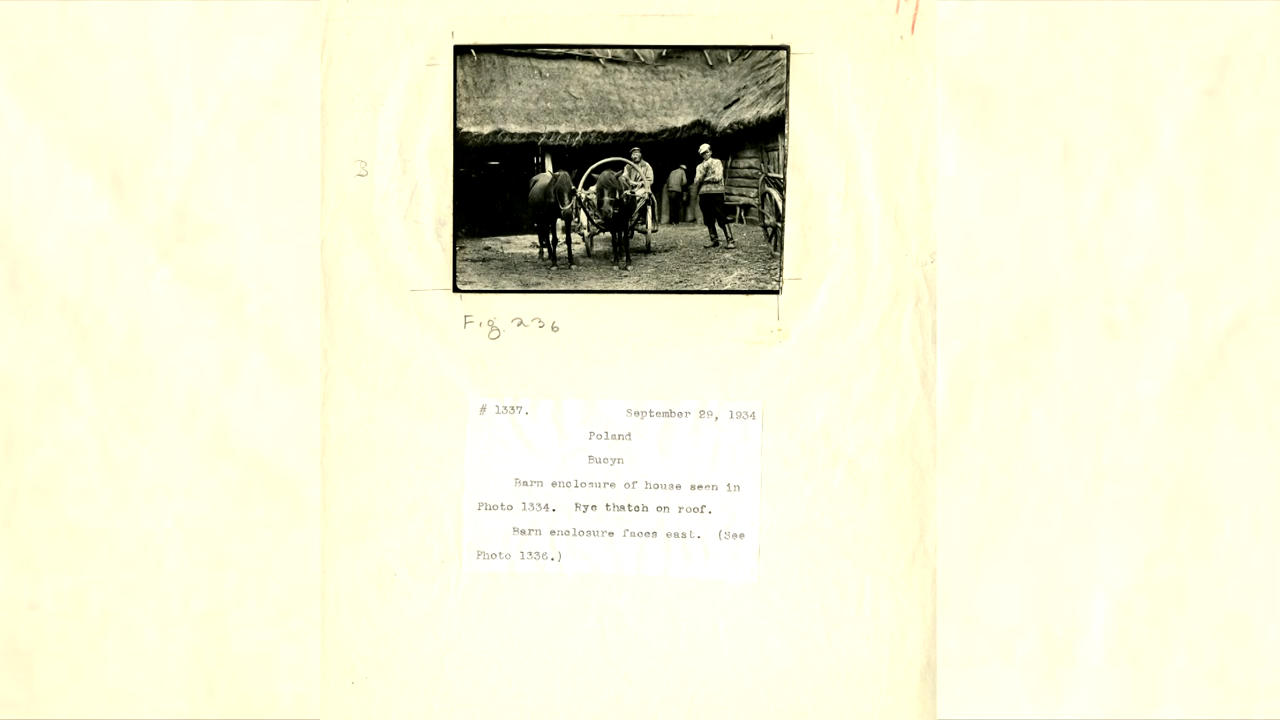 B
Fig. 236
# 1337. September 29, 1934
Poland
Bucyn
Barn enclosure of house seen in
Photo 1334. Rye thatch on roof.
Barn enclosure faces east. (See
Photo 1336.)